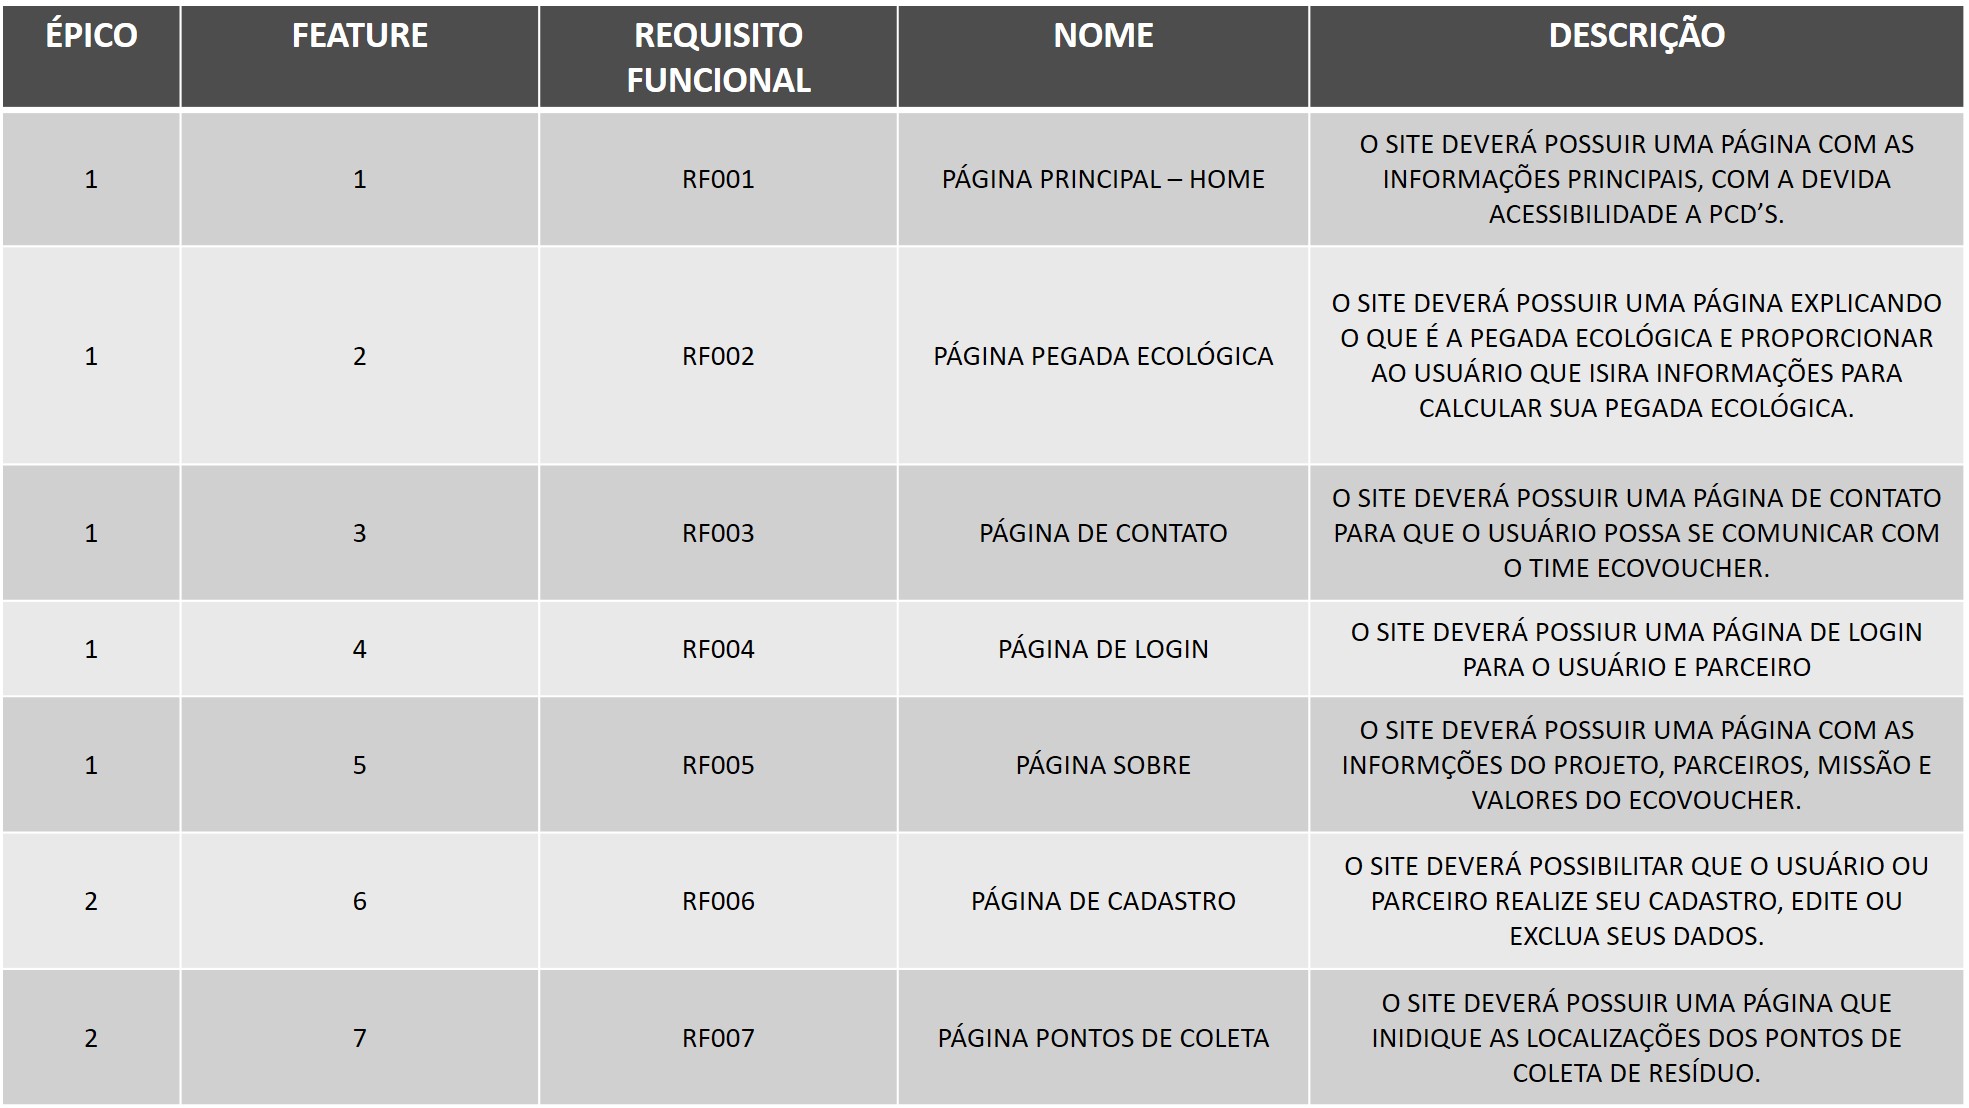 ÉPICO
FEATURE
REQUISITO
FUNCIONAL
NOME
DESCRIÇÃO
1
1
RF001
PÁGINA PRINCIPAL – HOME
O SITE DEVERÁ POSSUIR UMA PÁGINA COM AS
INFORMAÇÕES PRINCIPAIS, COM A DEVIDA
ACESSIBILIDADE A PCD’S.
1
2
RF002
PÁGINA PEGADA ECOLÓGICA
O SITE DEVERÁ POSSUIR UMA PÁGINA EXPLICANDO
O QUE É A PEGADA ECOLÓGICA E PROPORCIONAR
AO USUÁRIO QUE ISIRA INFORMAÇÕES PARA
CALCULAR SUA PEGADA ECOLÓGICA.
1
3
RF003
PÁGINA DE CONTATO
O SITE DEVERÁ POSSUIR UMA PÁGINA DE CONTATO
PARA QUE O USUÁRIO POSSA SE COMUNICAR COM
O TIME ECOVOUCHER.
1
4
RF004
PÁGINA DE LOGIN
O SITE DEVERÁ POSSIUR UMA PÁGINA DE LOGIN
PARA O USUÁRIO E PARCEIRO
1
5
RF005
PÁGINA SOBRE
O SITE DEVERÁ POSSUIR UMA PÁGINA COM AS
INFORMÇÕES DO PROJETO, PARCEIROS, MISSÃO E
VALORES DO ECOVOUCHER.
2
6
RF006
PÁGINA DE CADASTRO
O SITE DEVERÁ POSSIBILITAR QUE O USUÁRIO OU
PARCEIRO REALIZE SEU CADASTRO, EDITE OU
EXCLUA SEUS DADOS.
2
7
RF007
PÁGINA PONTOS DE COLETA
O SITE DEVERÁ POSSUIR UMA PÁGINA QUE
INIDIQUE AS LOCALIZAÇÕES DOS PONTOS DE
COLETA DE RESÍDUO.